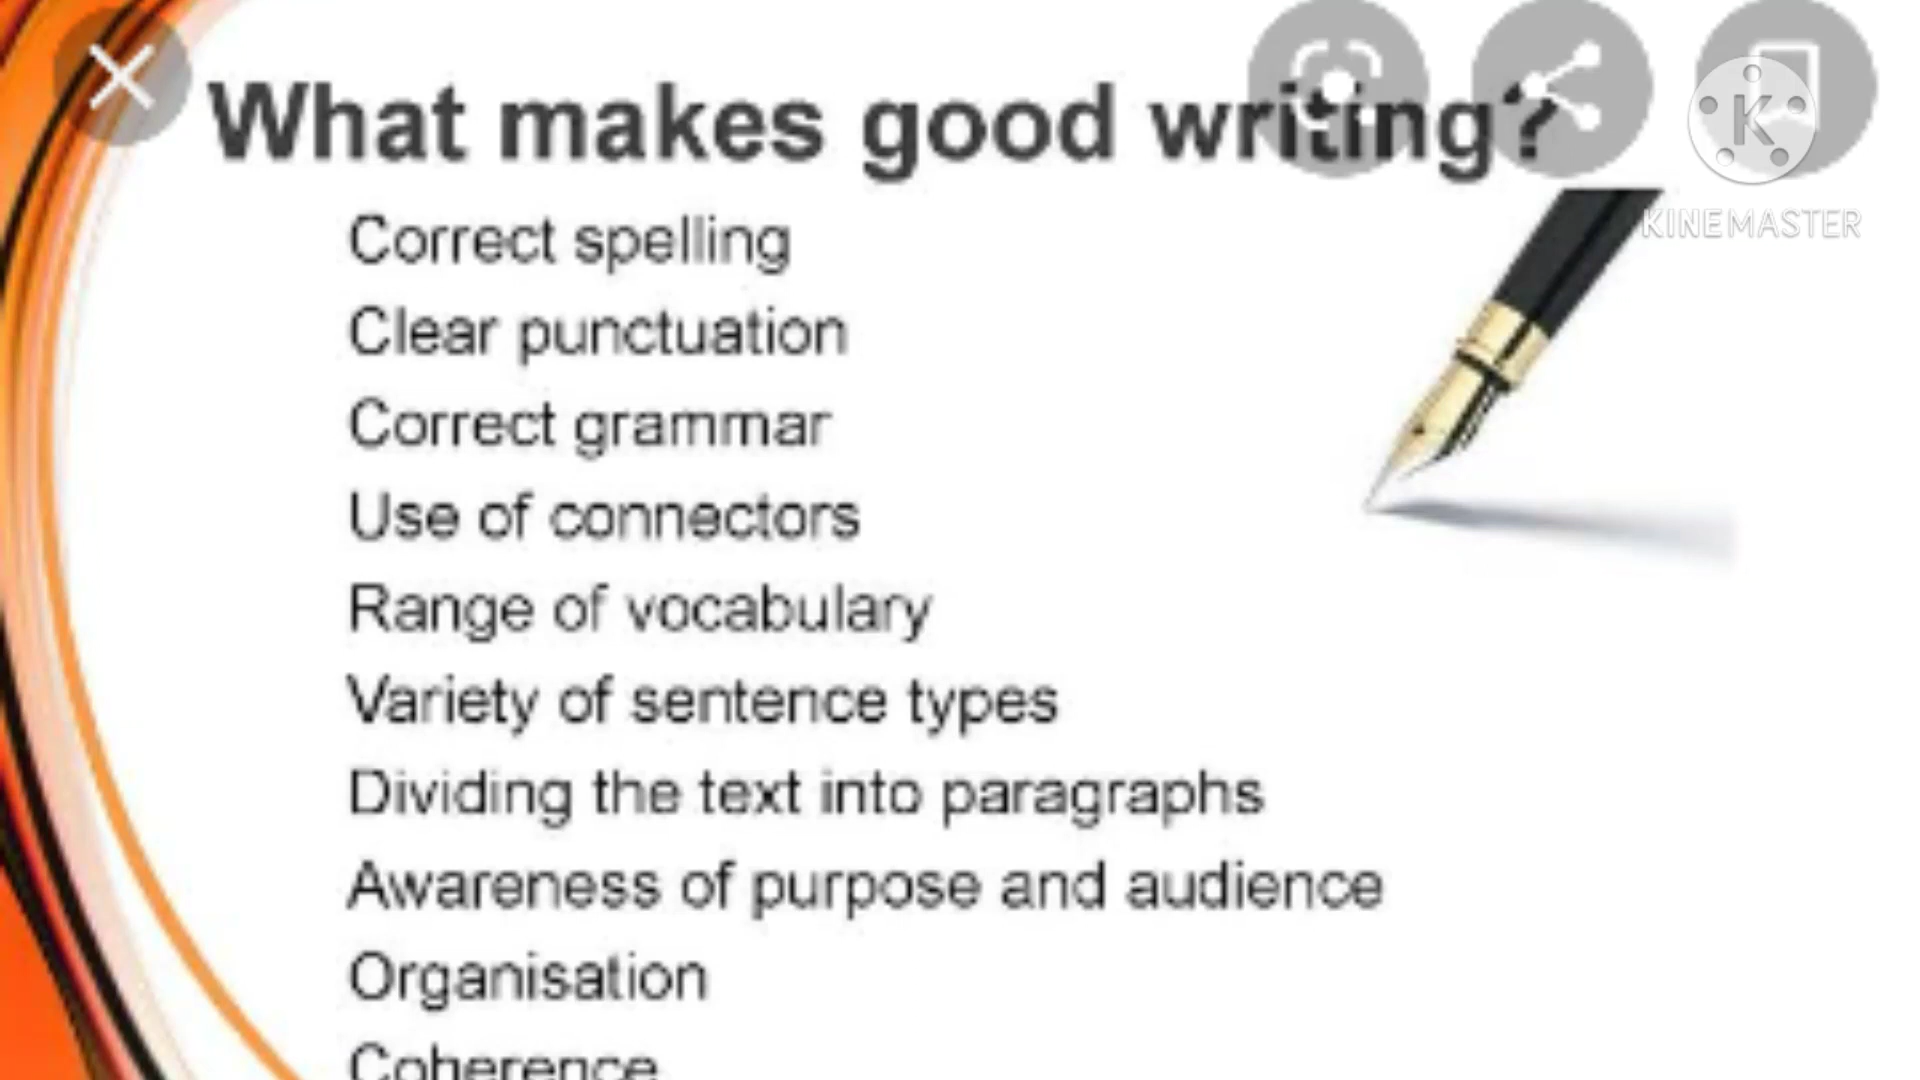 What makes good writing?
K
KINEMASTER
Correct spelling
Clear punctuation
Correct grammar
Use of connectors
Range of vocabulary
Variety of sentence types
Dividing the text into paragraphs
Awareness of purpose and audience
Organisation
Coherence